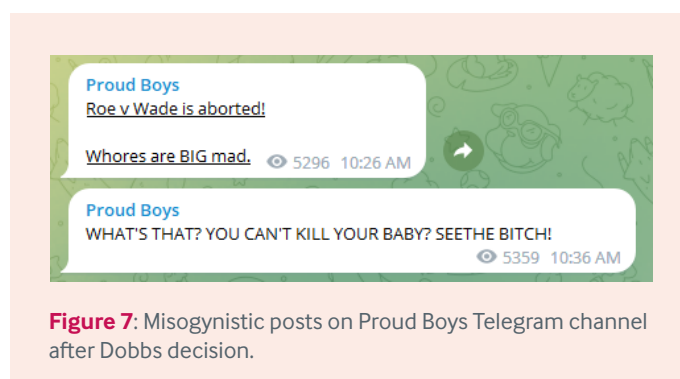 Proud Boys
Roe v Wade is aborted!
Whores are BIG mad. 5296 10:26 AM
Proud Boys
WHAT'S THAT? YOU CAN'T KILL YOUR BABY? SEETHE BITCH!
5359 10:36 AM
Figure 7: Misogynistic posts on Proud Boys Telegram channel
after Dobbs decision.